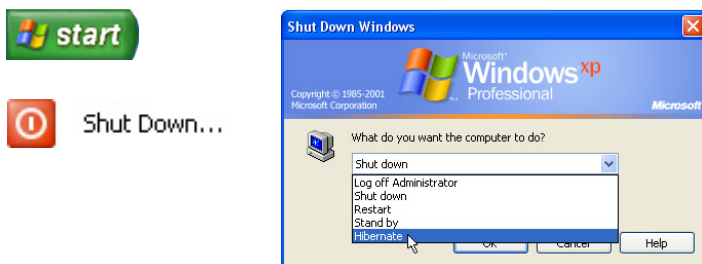 start
Shut Down...
Shut Down Windows
Microsoft®
Windows xp
Professional
Copyright © 1985-2001
Microsoft Corporation
Microsoft
What do you want the computer to do?
Shut down
Log off Administrator
Shut down
Restart
Stand by
Hibernate
OK Cancel Help